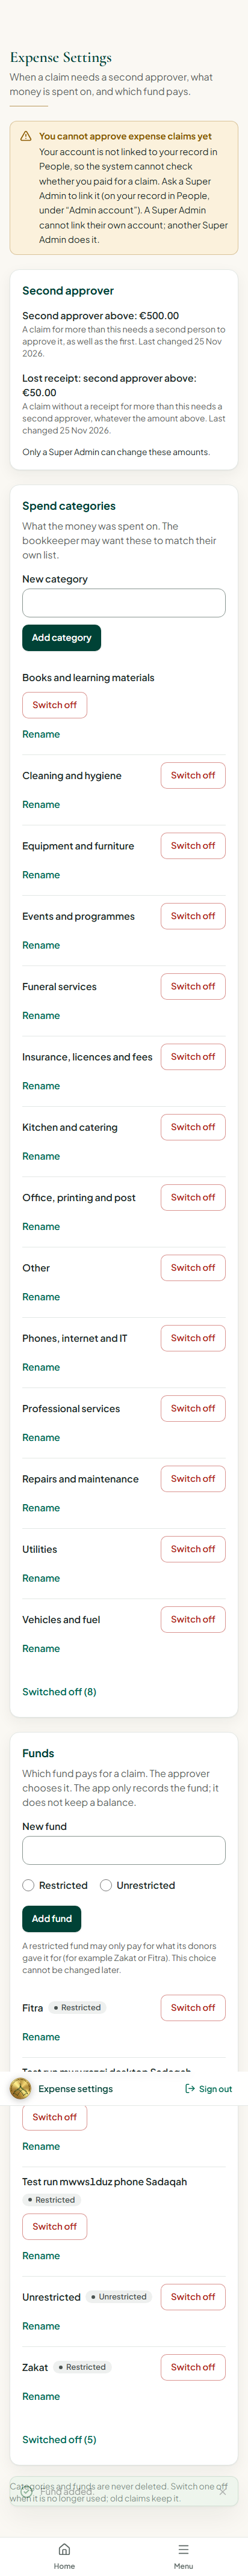 Expense Settings
When a claim needs a second approver, what
money is spent on, and which fund pays.
You cannot approve expense claims yet
Your account is not linked to your record in
People, so the system cannot check
whether you paid for a claim. Ask a Super
Admin to link it (on your record in People,
under “Admin account”). A Super Admin
cannot link their own account; another Super
Admin does it.
Second approver
Second approver above: €500.00
A claim for more than this needs a second person to
approve it, as well as the first. Last changed 25 Nov
2026.
Lost receipt: second approver above:
€50.00
A claim without a receipt for more than this needs a
second approver, whatever the amount above. Last
changed 25 Nov 2026.
Only a Super Admin can change these amounts.
Spend categories
What the money was spent on. The
bookkeeper may want these to match their
own list.
New category
Add category
Books and learning materials
Switch off
Rename
Cleaning and hygiene
Switch off
Rename
Equipment and furniture
Switch off
Rename
Events and programmes
Switch off
Rename
Funeral services
Switch off
Rename
Insurance, licences and fees
Switch off
Rename
Kitchen and catering
Switch off
Rename
Office, printing and post
Switch off
Rename
Other
Switch off
Rename
Phones, internet and IT
Switch off
Rename
Professional services
Switch off
Rename
Repairs and maintenance
Switch off
Rename
Utilities
Switch off
Rename
Vehicles and fuel
Switch off
Rename
Switched off (8)
Funds
Which fund pays for a claim. The approver
chooses it. The app only records the fund; it
does not keep a balance.
New fund
Restricted
Unrestricted
Add fund
A restricted fund may only pay for what its donors
gave it for (for example Zakat or Fitra). This choice
cannot be changed later.
Fitra
Restricted
Switch off
Rename
Expense settings
Sign out
Switch off
Rename
Test run mwws1duz phone Sadaqah
Restricted
Switch off
Rename
Unrestricted
Unrestricted
Switch off
Rename
Zakat
Restricted
Switch off
Rename
Switched off (5)
Categories and funds are never deleted. Switch one off
when it is no longer used; old claims keep it.
Fund added.
Home
Menu